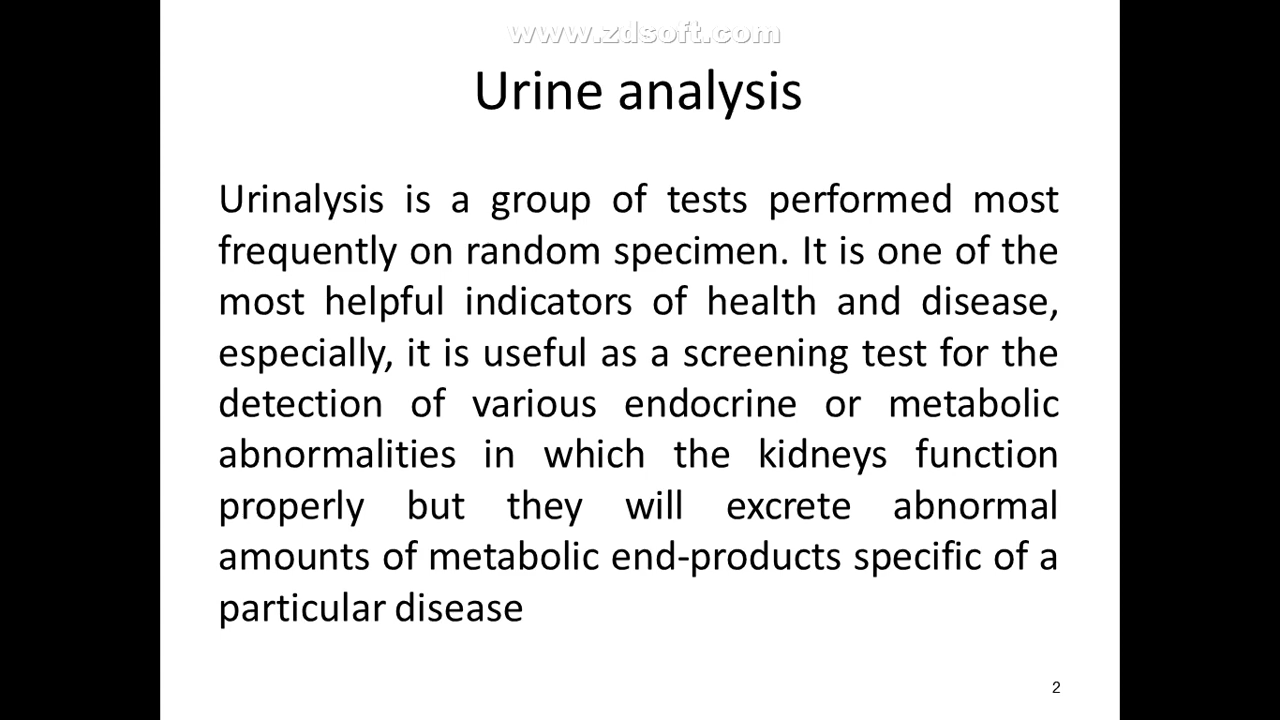 www.zdsoft.com
Urine analysis
Urinalysis is a group of tests performed most
frequently on random specimen. It is one of the
most helpful indicators of health and disease,
especially, it is useful as a screening test for the
detection of various endocrine or metabolic
abnormalities in which the kidneys function
properly but they will excrete abnormal
amounts of metabolic end-products specific of a
particular disease
2